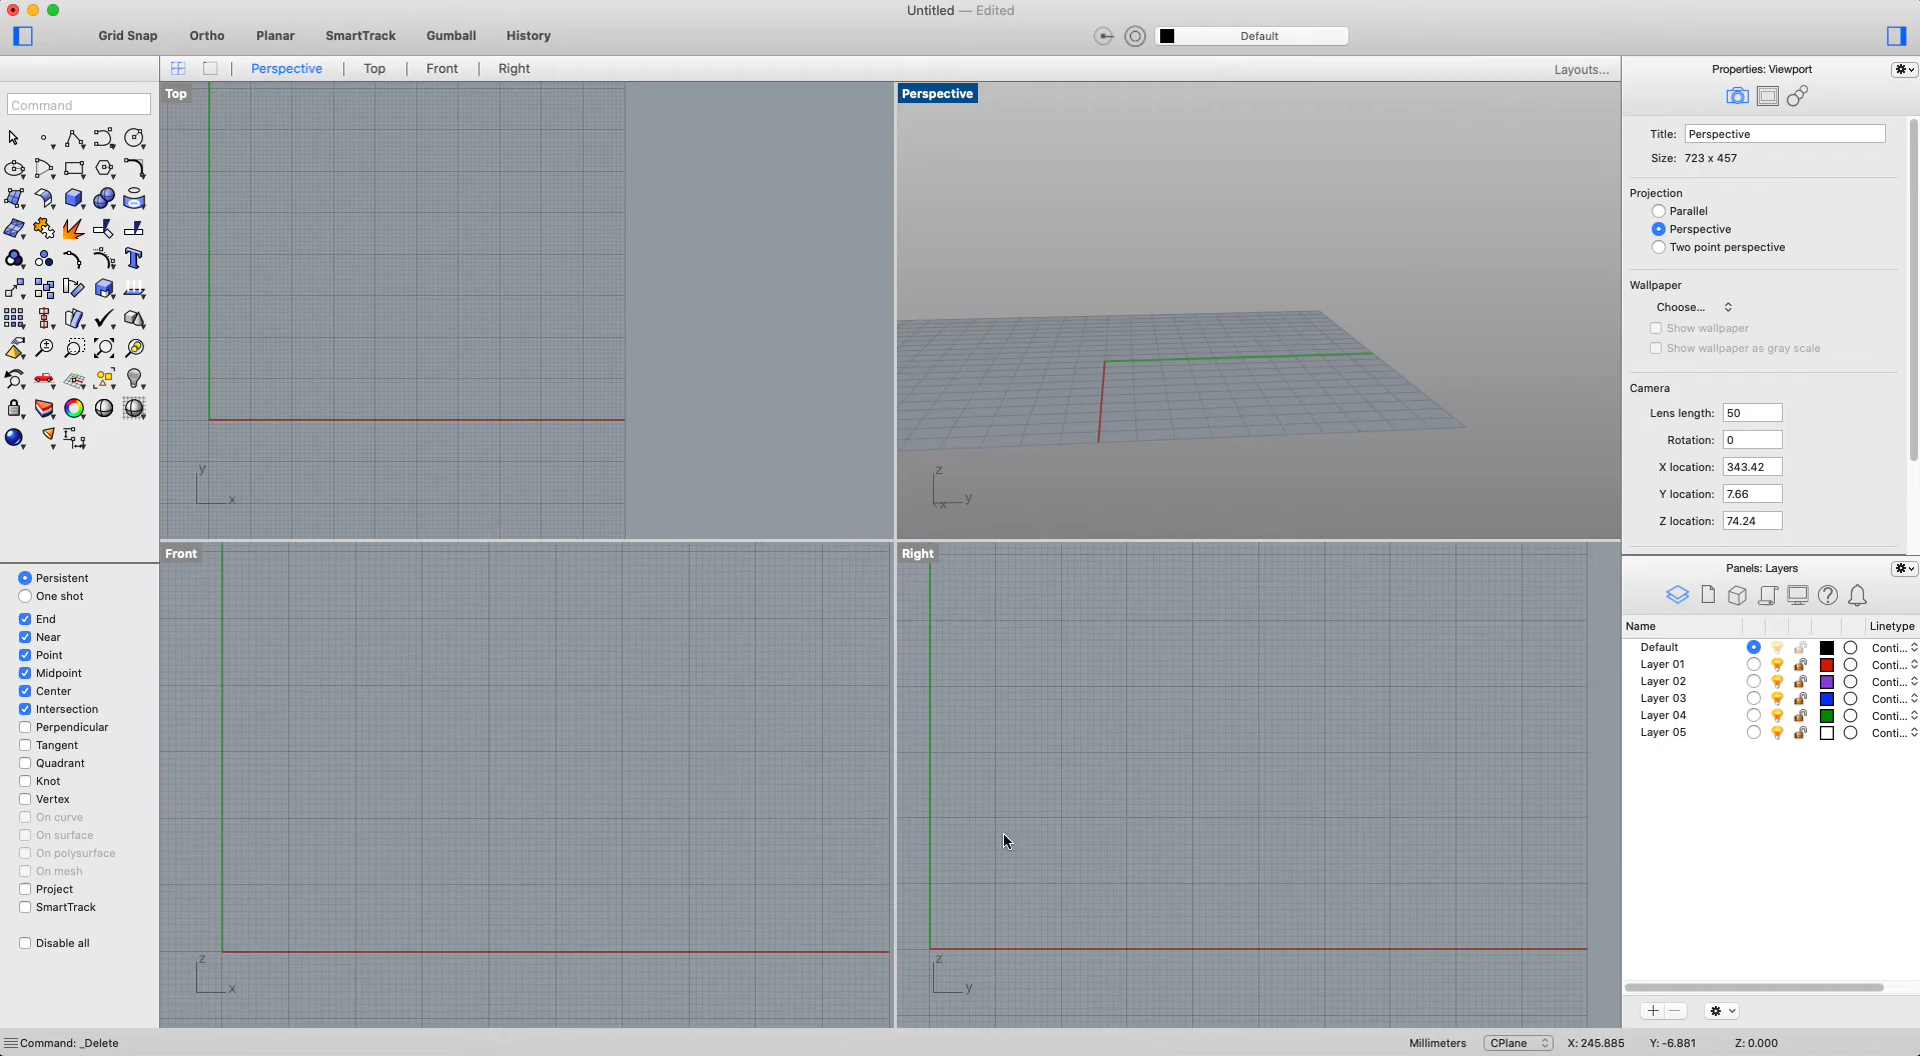 Untitled — Edited
Grid Snap Ortho Planar SmartTrack Gumball History Default
Perspective Top Front Right Layouts...
Properties: Viewport
Top
Perspective
Command
Title: Perspective
Size: 723 x 457
Projection
Parallel
Perspective
Two point perspective
Wallpaper
Choose...
Show wallpaper
Show wallpaper as gray scale
Camera
Lens length: 50
Rotation: 0
X location: 343.42
Y location: 7.66
Z location: 74.24
y
x
z
y
x
Front
Right
Persistent
One shot
End
Near
Point
Midpoint
Center
Intersection
Perpendicular
Tangent
Quadrant
Knot
Vertex
On curve
On surface
On polysurface
On mesh
Project
SmartTrack
Disable all
z
x
z
y
Panels: Layers
Name Linetype
Default Conti...
Layer 01 Conti...
Layer 02 Conti...
Layer 03 Conti...
Layer 04 Conti...
Layer 05 Conti...
Command: _Delete
Millimeters CPlane X: 245.885 Y: -6.881 Z: 0.000